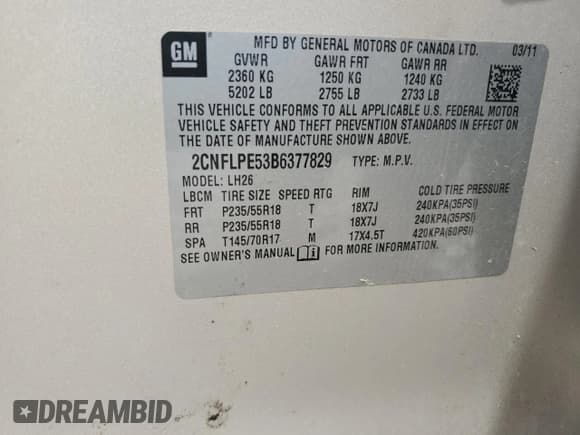 GM
MFD BY GENERAL MOTORS OF CANADA LTD. 03/11
GVWR GAWR FRT GAWR RR
2360 KG 1250 KG 1240 KG
5202 LB 2755 LB 2733 LB
THIS VEHICLE CONFORMS TO ALL APPLICABLE U.S. FEDERAL MOTOR
VEHICLE SAFETY AND THEFT PREVENTION STANDARDS IN EFFECT ON
THE DATE OF MANUFACTURE SHOWN ABOVE.
2CNFLPE53B6377829 TYPE: M.P.V.
MODEL: LH26
LBCM TIRE SIZE SPEED RTG RIM COLD TIRE PRESSURE
FRT P235/55R18 T 18X7J 240KPA(35PSI)
RR P235/55R18 T 18X7J 240KPA(35PSI)
SPA T145/70R17 M 17X4.5T 420KPA(60PSI)
SEE OWNER'S MANUAL i FOR MORE INFORMATION.
DREAMBID